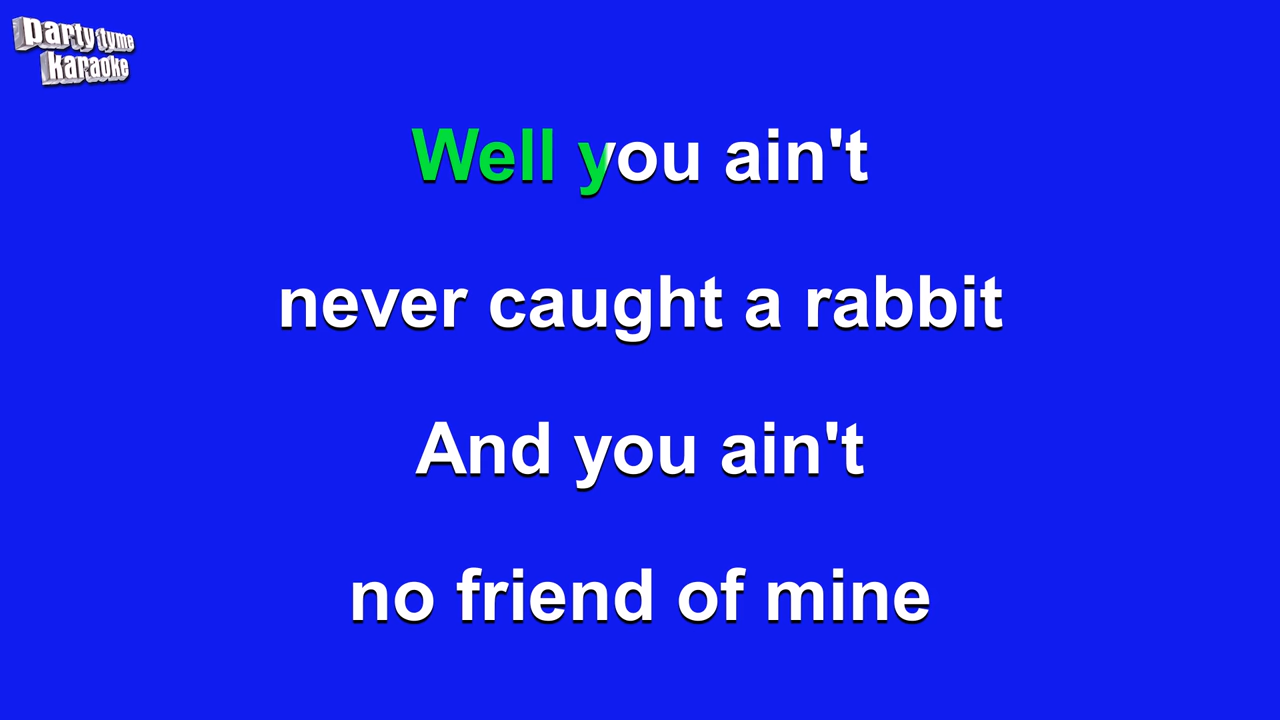 party tyme
karaoke
Well you ain't
never caught a rabbit
And you ain't
no friend of mine